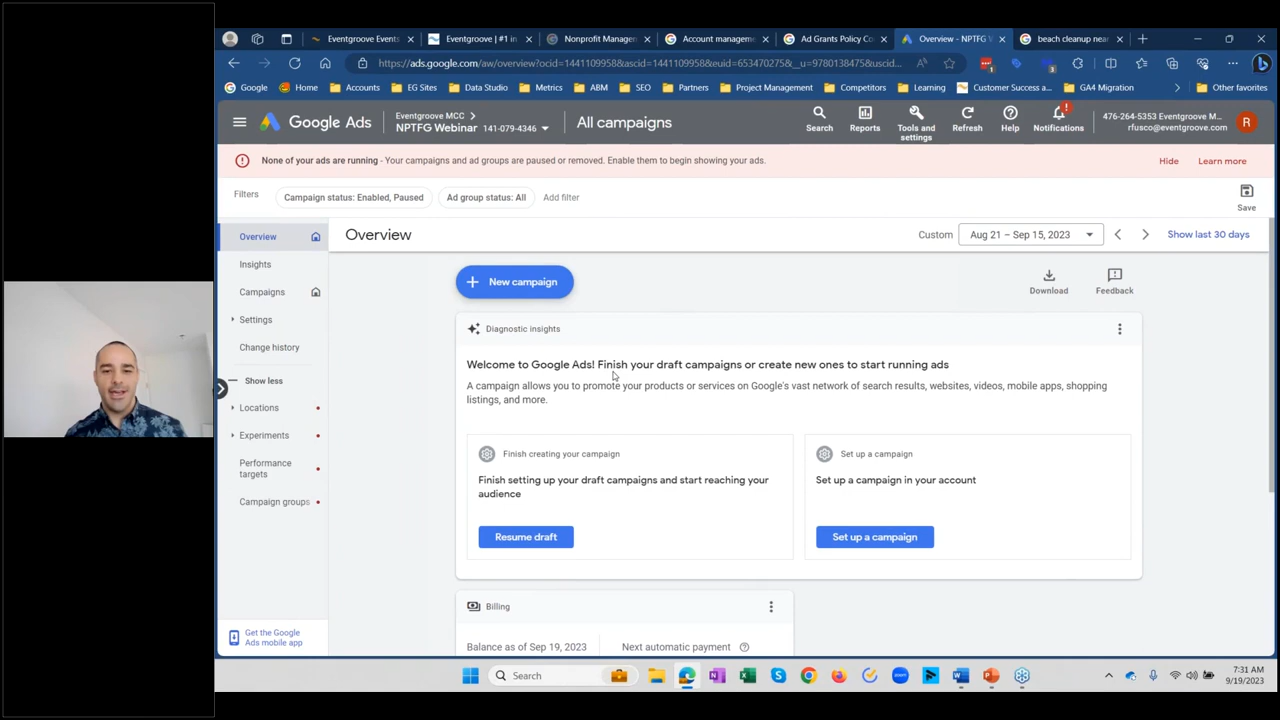 Eventgroove Events
Eventgroove | #1 in
Nonprofit Manager
Account managem
Ad Grants Policy Co
Overview - NPTFG W
beach cleanup near
https://ads.google.com/aw/overview?ocid=1441109958&ascid=1441109958&euid=653470275&__u=9780138475&uscid...
Google
Home
Accounts
EG Sites
Data Studio
Metrics
ABM
SEO
Partners
Project Management
Competitors
Learning
Customer Success a...
GA4 Migration
Other favorites
Google Ads
Eventgroove MCC
NPTFG Webinar 141-079-4346
All campaigns
Search
Reports
Tools and settings
Refresh
Help
Notifications
476-264-5353 Eventgroove M...
rfusco@eventgroove.com
R
None of your ads are running - Your campaigns and ad groups are paused or removed. Enable them to begin showing your ads.
Hide
Learn more
Filters
Campaign status: Enabled, Paused
Ad group status: All
Add filter
Save
Overview
Insights
Campaigns
Settings
Change history
Show less
Locations
Experiments
Performance
targets
Campaign groups
Get the Google
Ads mobile app
Overview
Custom
Aug 21 – Sep 15, 2023
Show last 30 days
New campaign
Download
Feedback
Diagnostic insights
Welcome to Google Ads! Finish your draft campaigns or create new ones to start running ads
A campaign allows you to promote your products or services on Google's vast network of search results, websites, videos, mobile apps, shopping
listings, and more.
Finish creating your campaign
Finish setting up your draft campaigns and start reaching your
audience
Resume draft
Set up a campaign
Set up a campaign in your account
Set up a campaign
Billing
Balance as of Sep 19, 2023
Next automatic payment
Search
7:31 AM
9/19/2023